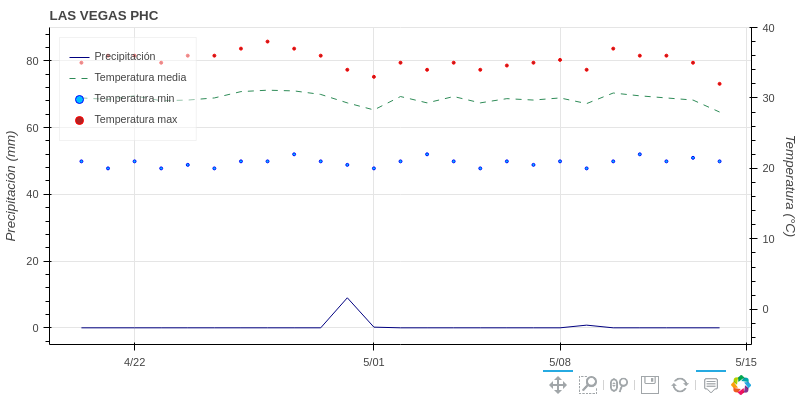 LAS VEGAS PHC
Precipitación
Temperatura media
Temperatura min
Temperatura max
Precipitación (mm)
80
60
40
20
0
40
30
20
10
0
Temperatura (°C)
4/22
5/01
5/08
5/15